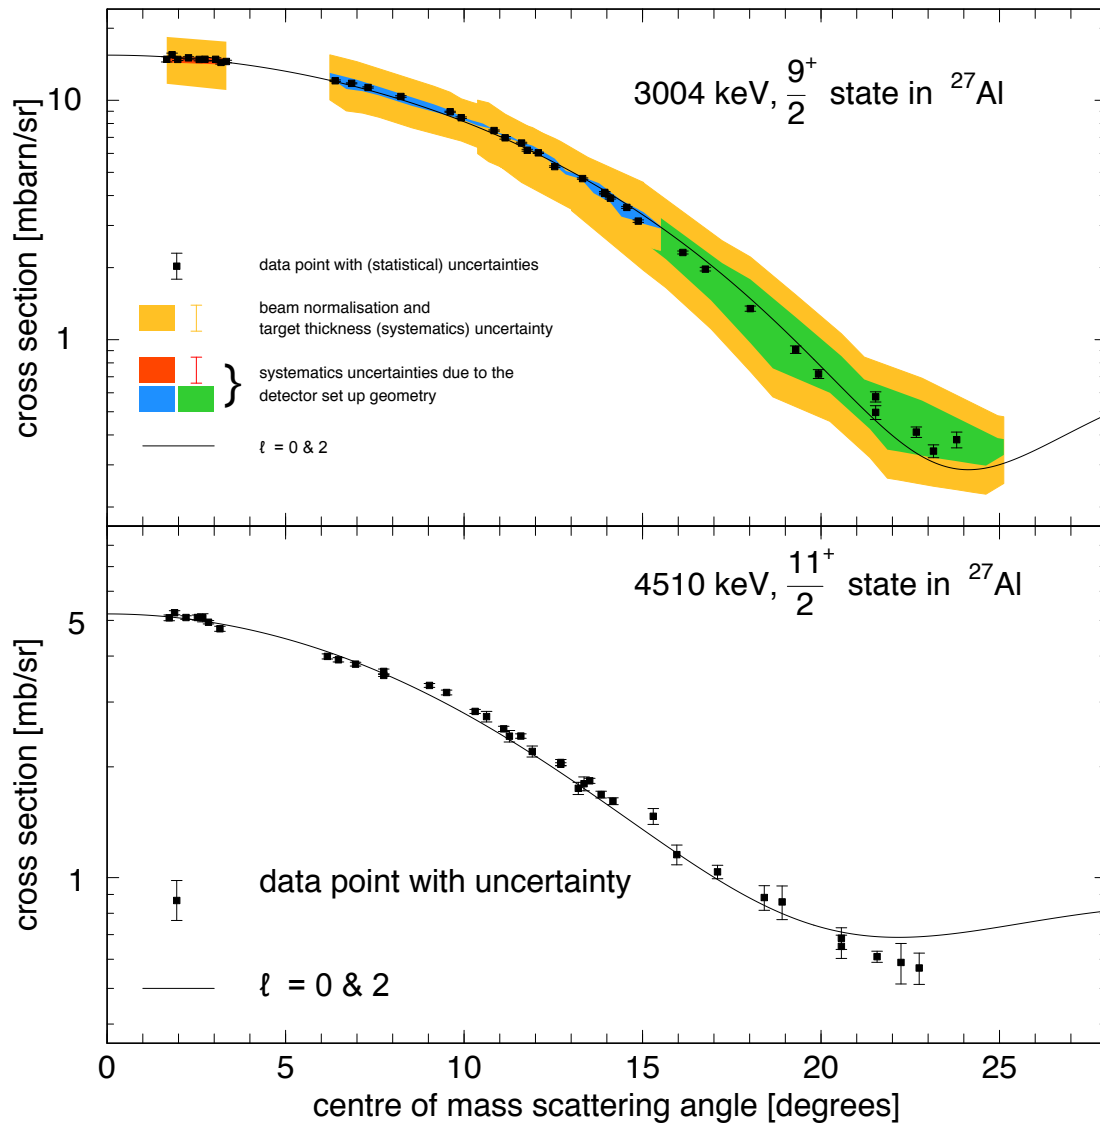 cross section [mbarn/sr]
10
1
3004 keV, 9⁺/2 state in ²⁷Al
data point with (statistical) uncertainties
beam normalisation and
target thickness (systematics) uncertainty
} systematics uncertainties due to the
detector set up geometry
ℓ = 0 & 2
cross section [mb/sr]
5
1
4510 keV, 11⁺/2 state in ²⁷Al
data point with uncertainty
ℓ = 0 & 2
0 5 10 15 20 25
centre of mass scattering angle [degrees]